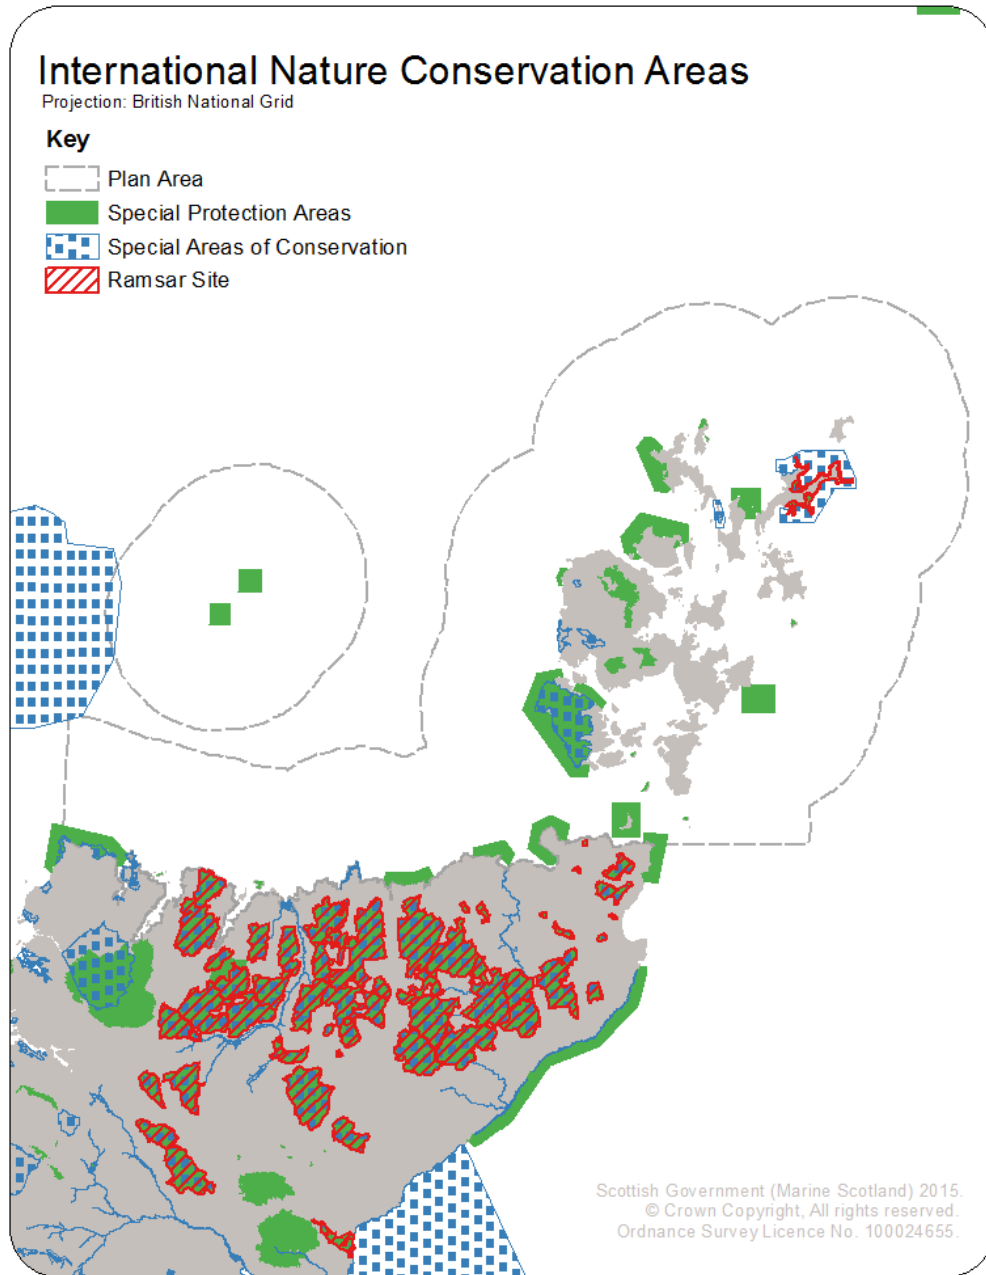 International Nature Conservation Areas
Projection: British National Grid
Key
Plan Area
Special Protection Areas
Special Areas of Conservation
Ramsar Site
Scottish Government (Marine Scotland) 2015.
© Crown Copyright, All rights reserved.
Ordnance Survey Licence No. 100024655.